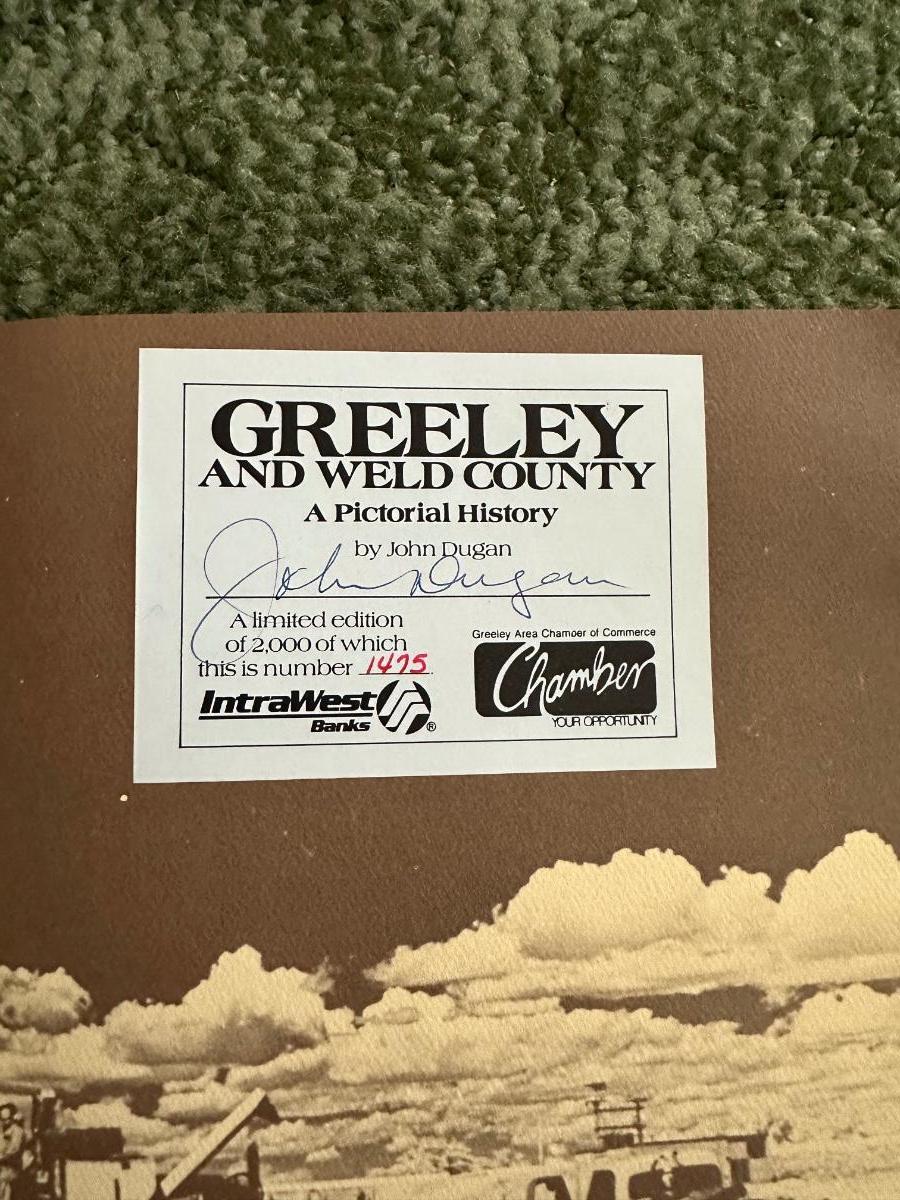 GREELEY
AND WELD COUNTY
A Pictorial History
by John Dugan
John Dugan
A limited edition
of 2,000 of which
this is number 1475.
IntraWest
Banks ®
Greeley Area Chamber of Commerce
Chamber
YOUR OPPORTUNITY